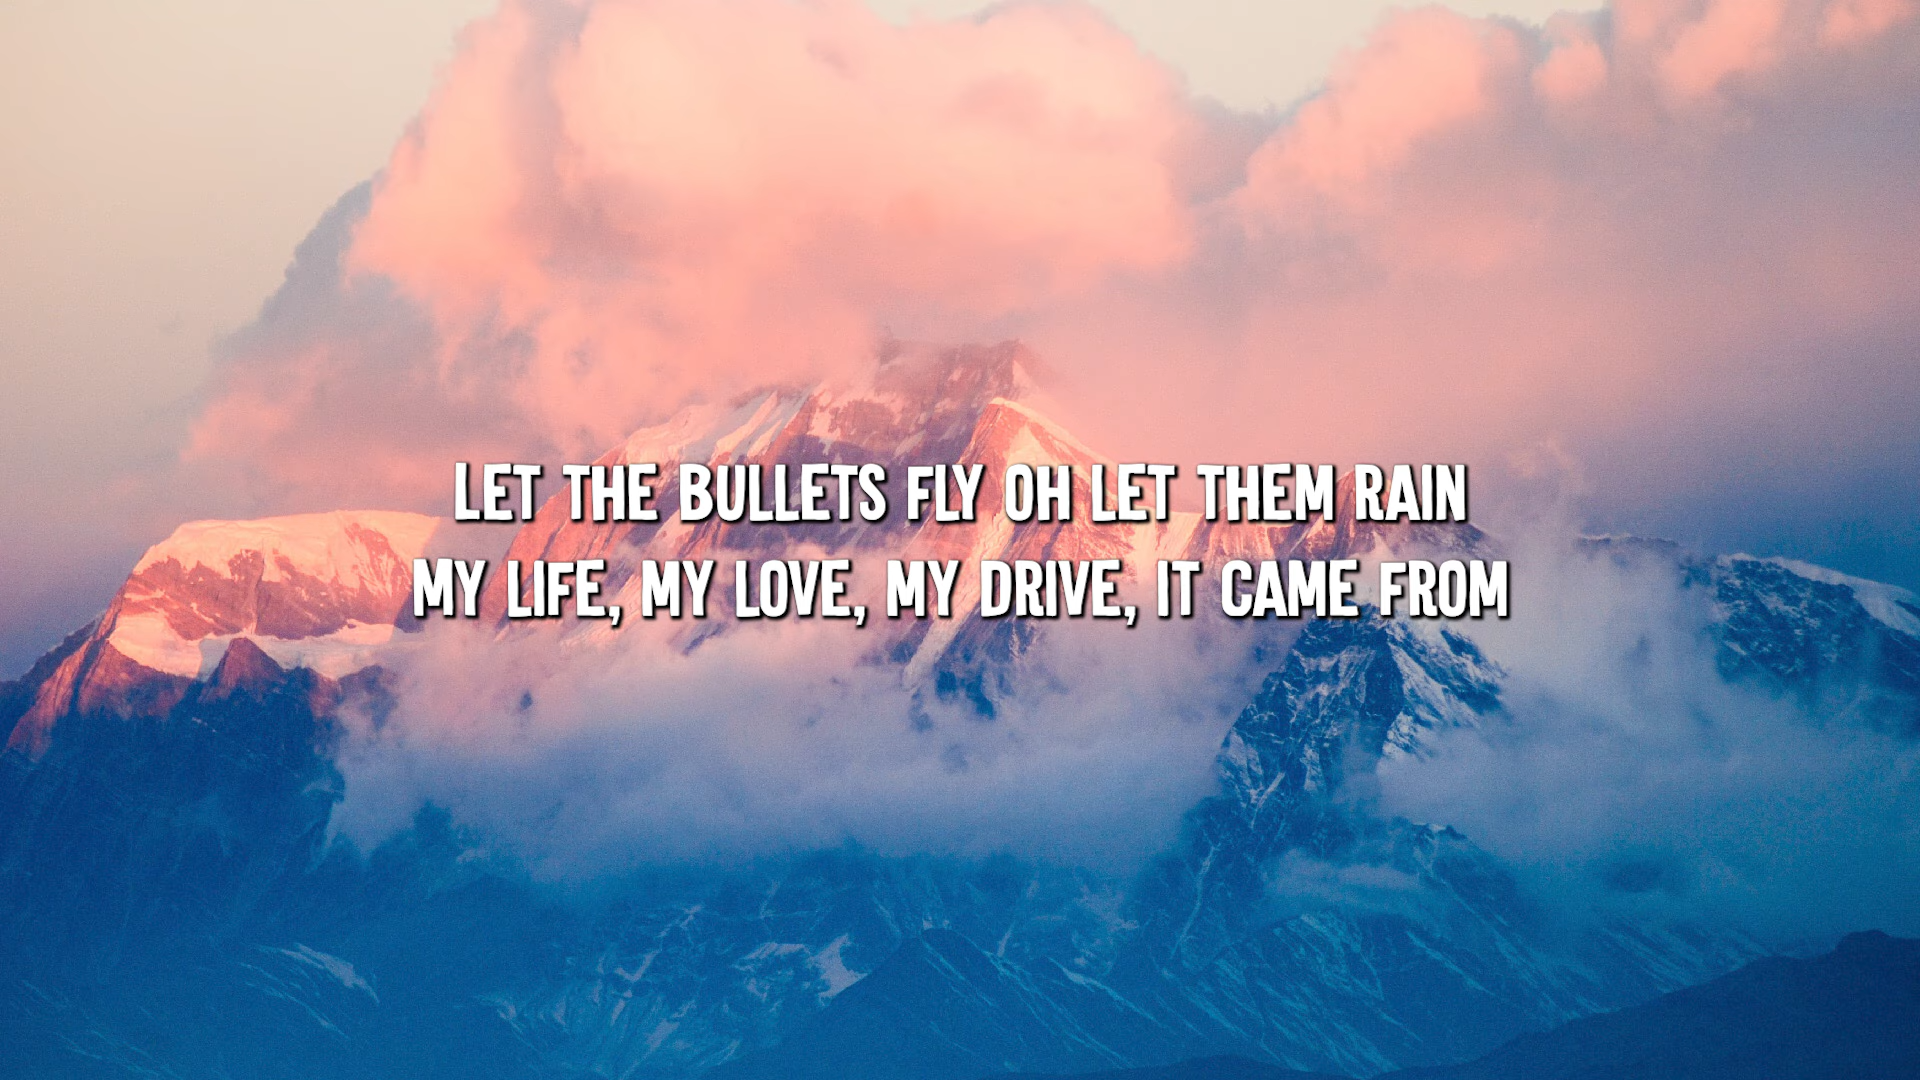 LET THE BULLETS FLY OH LET THEM RAIN
MY LIFE, MY LOVE, MY DRIVE, IT CAME FROM